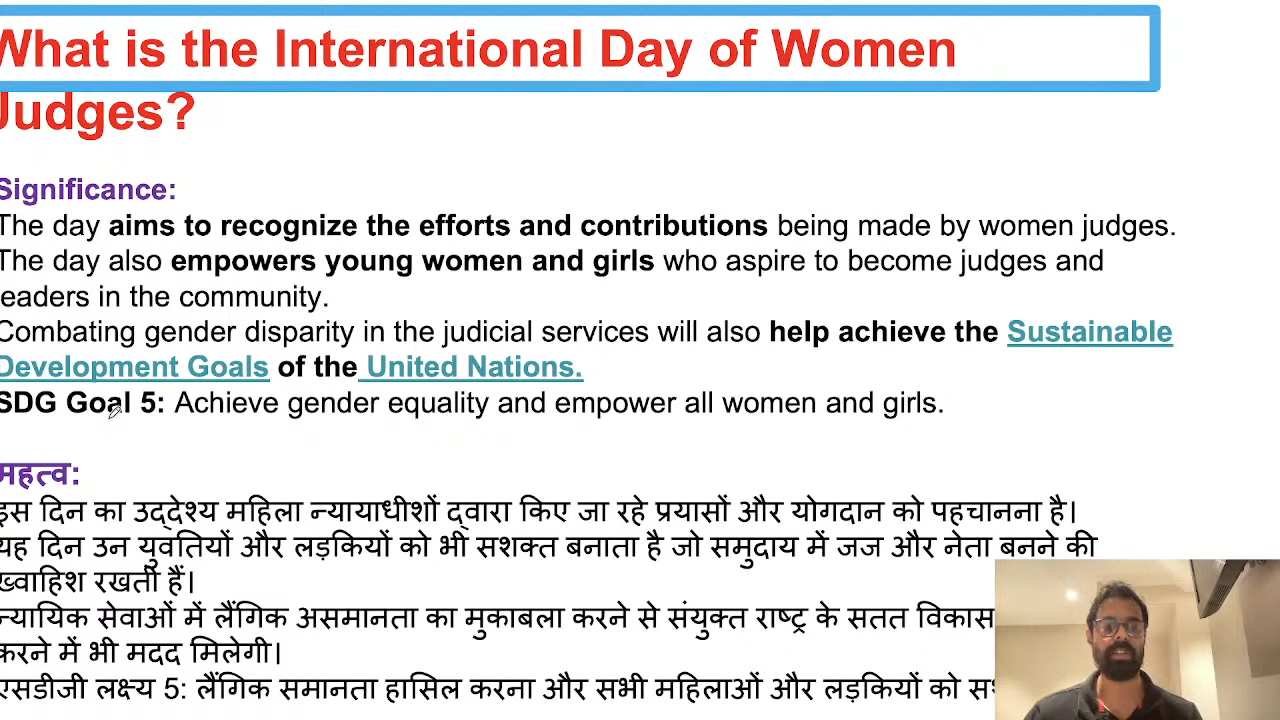 What is the International Day of Women
Judges?
Significance:
The day aims to recognize the efforts and contributions being made by women judges.
The day also empowers young women and girls who aspire to become judges and
leaders in the community.
Combating gender disparity in the judicial services will also help achieve the Sustainable
Development Goals of the United Nations.
SDG Goal 5: Achieve gender equality and empower all women and girls.
महत्व:
इस दिन का उद्देश्य महिला न्यायाधीशों द्वारा किए जा रहे प्रयासों और योगदान को पहचानना है।
यह दिन उन युवतियों और लड़कियों को भी सशक्त बनाता है जो समुदाय में जज और नेता बनने की
ख्वाहिश रखती हैं।
न्यायिक सेवाओं में लैंगिक असमानता का मुकाबला करने से संयुक्त राष्ट्र के सतत विकास
करने में भी मदद मिलेगी।
एसडीजी लक्ष्य 5: लैंगिक समानता हासिल करना और सभी महिलाओं और लड़कियों को